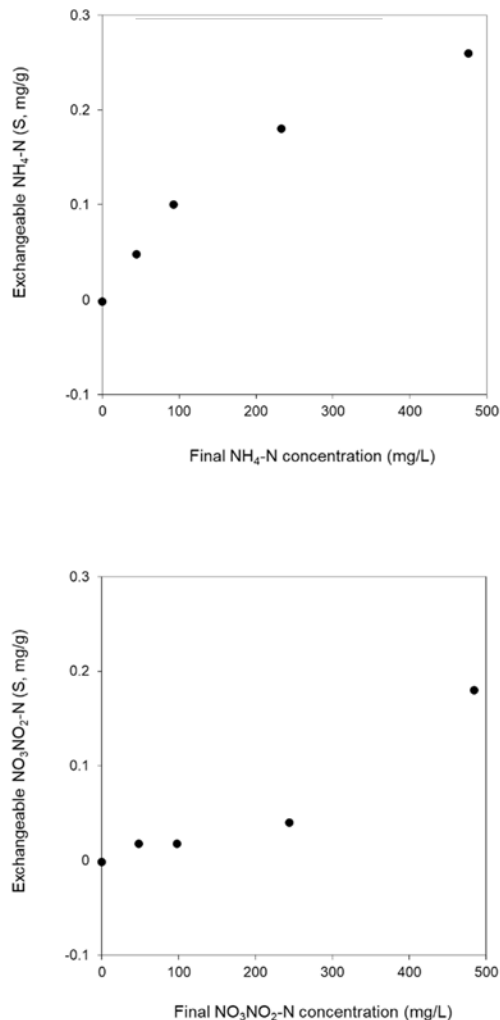 Exchangeable NH₄-N (S, mg/g)
0.3
0.2
0.1
0
-0.1
0 100 200 300 400 500
Final NH₄-N concentration (mg/L)
Exchangeable NO₃NO₂-N (S, mg/g)
0.3
0.2
0.1
0
-0.1
0 100 200 300 400 500
Final NO₃NO₂-N concentration (mg/L)